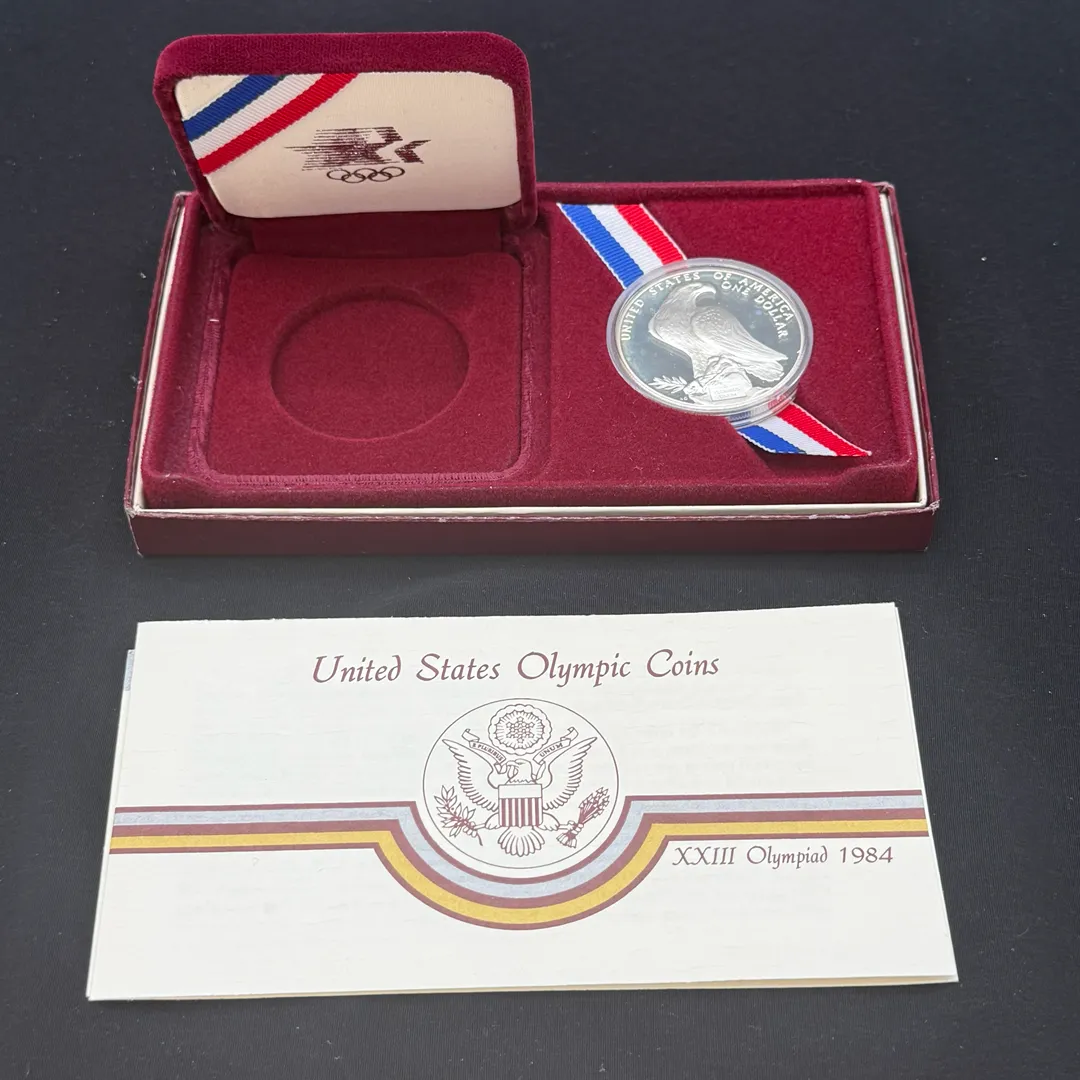 UNITED STATES OF AMERICA
ONE DOLLAR
United States Olympic Coins
E PLURIBUS UNUM
XXIII Olympiad 1984